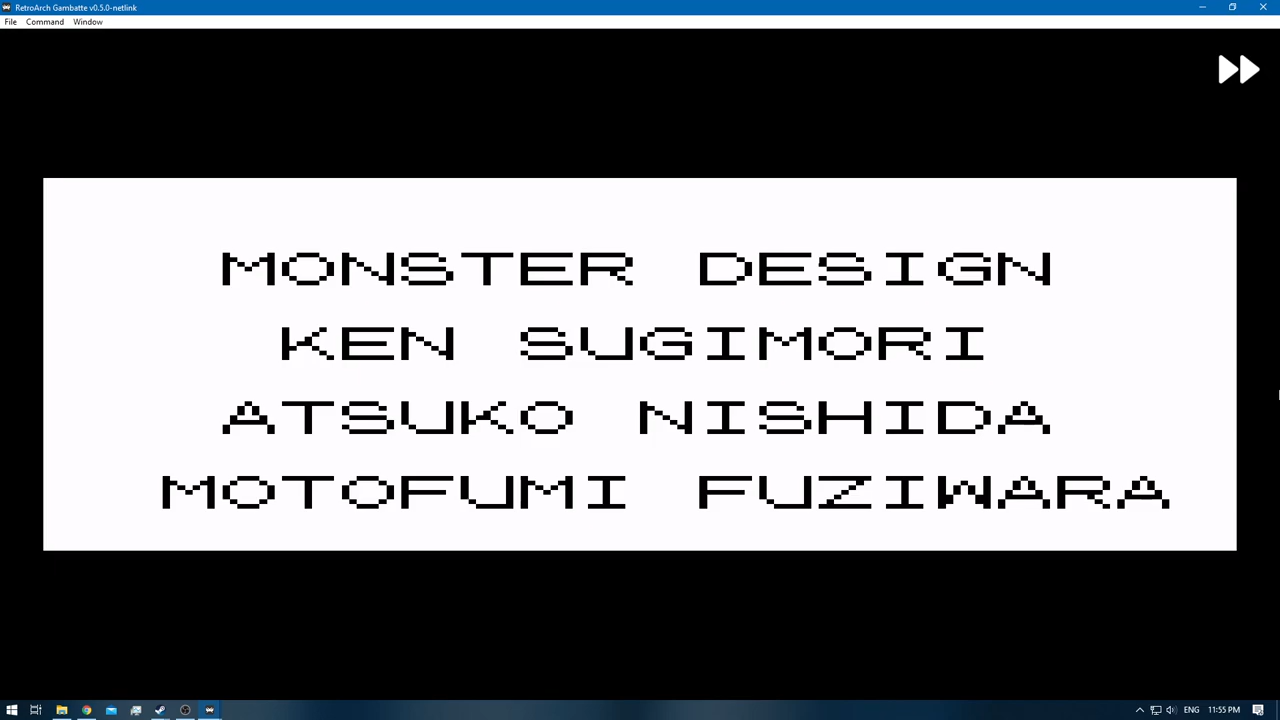 RetroArch Gambatte v0.5.0-netlink
File Command Window
MONSTER DESIGN
KEN SUGIMORI
ATSUKO NISHIDA
MOTOFUMI FUZIWARA
ENG 11:55 PM